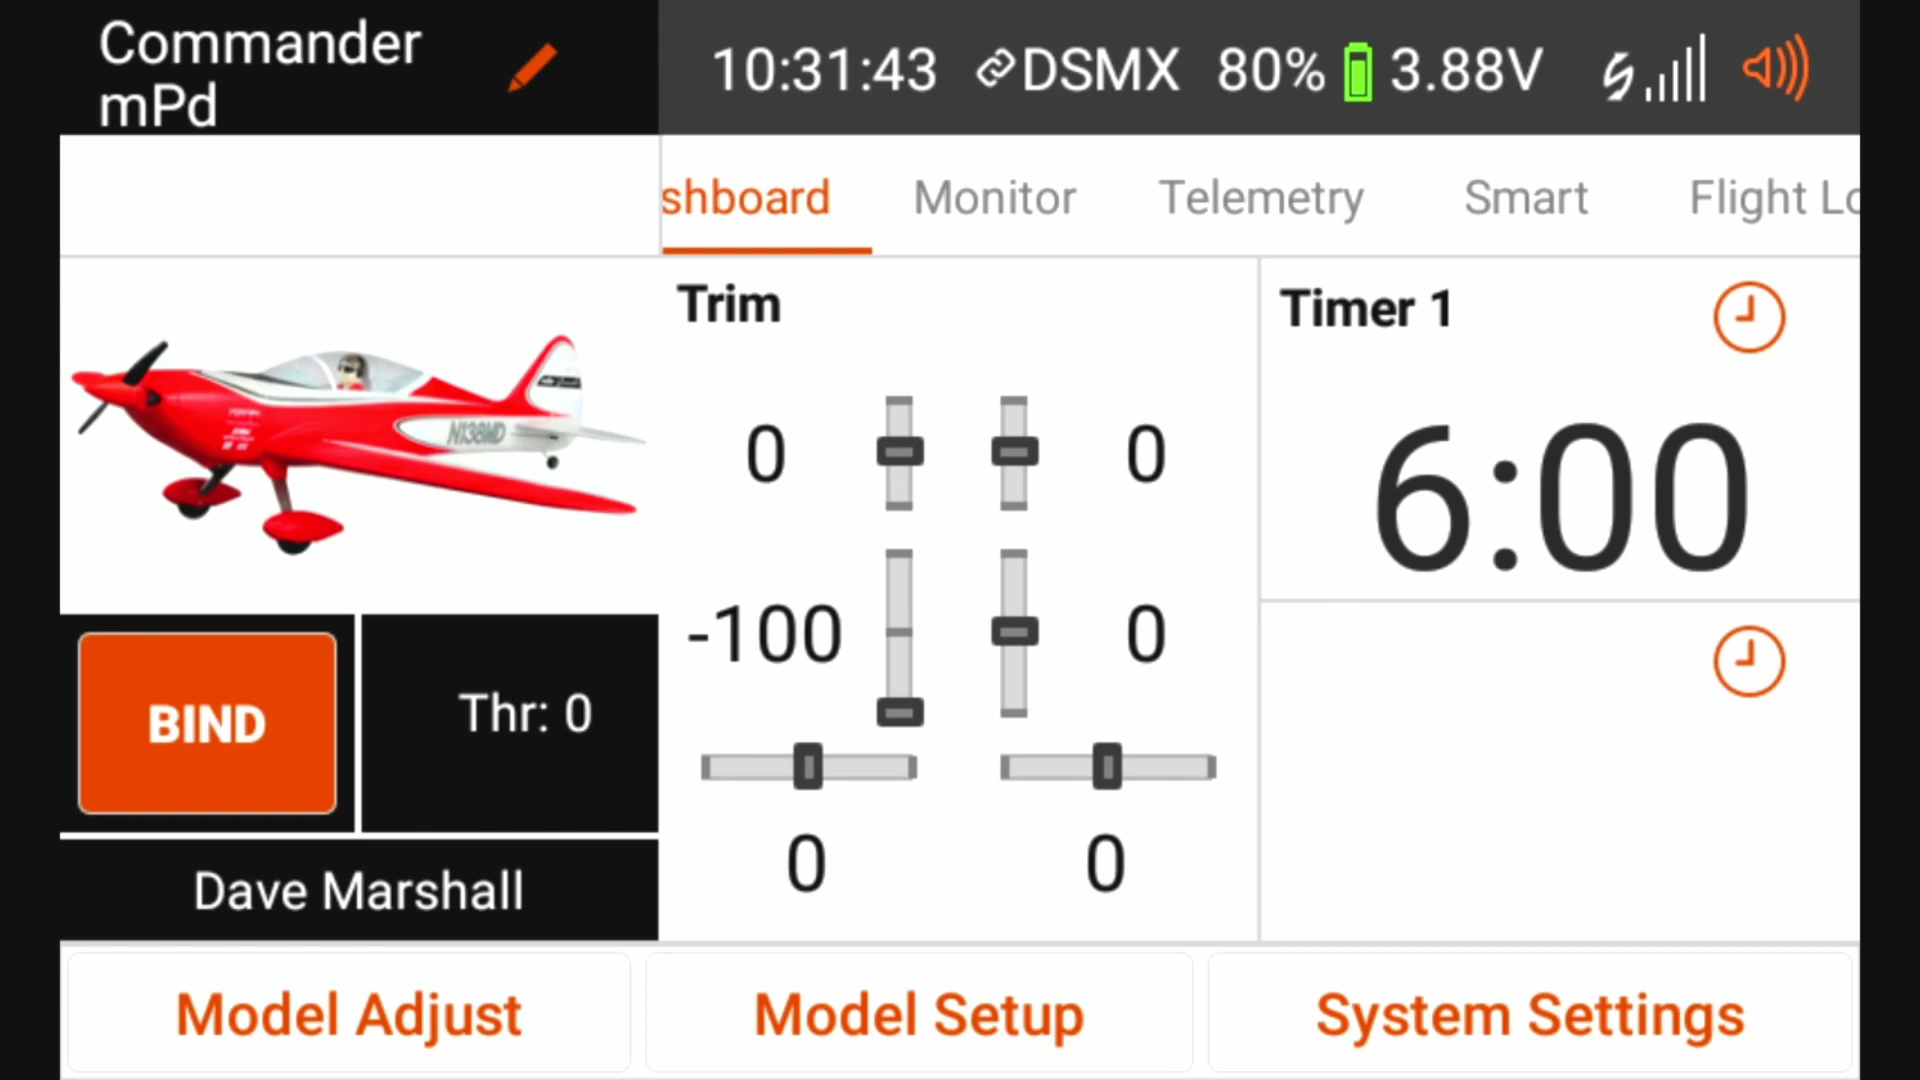 Commander
mPd
10:31:43 DSMX 80% 3.88V
shboard Monitor Telemetry Smart Flight Lo
N138MD
Trim
0 0
-100 0
0 0
Timer 1
6:00
BIND
Thr: 0
Dave Marshall
Model Adjust Model Setup System Settings